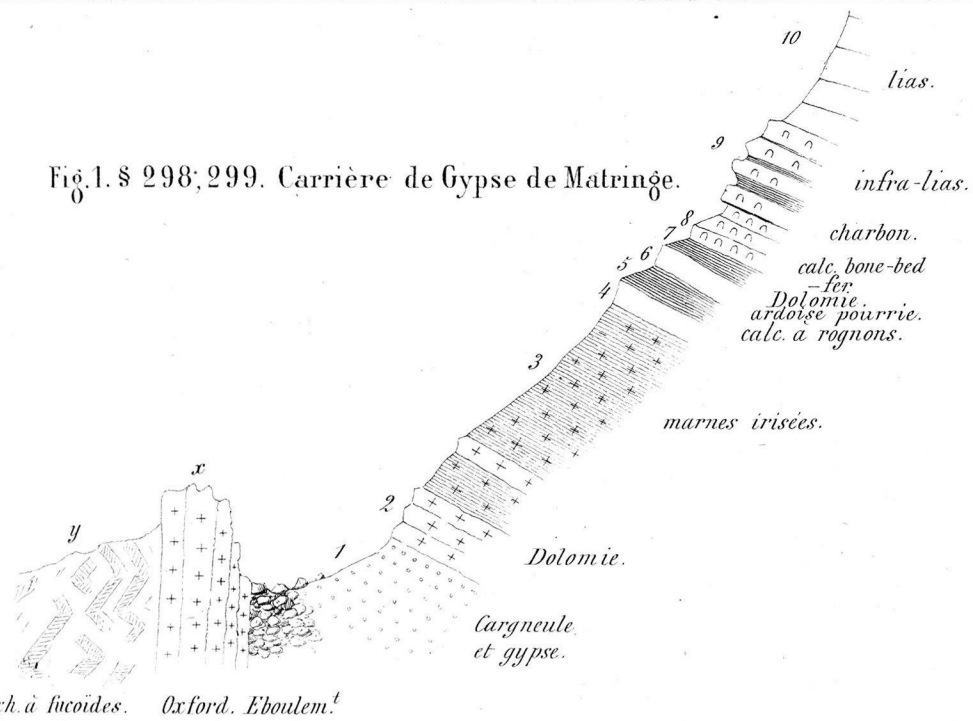 10
lias.
9
Fig.1. § 298, 299. Carrière de Gypse de Matringe.
infra-lias.
8
charbon.
7
calc. bone-bed
6
-fer
5
Dolomie.
4
ardoise pourrie.
calc. à rognons.
3
marnes irisées.
x
2
y
1
Dolomie.
Cargneule
et gypse.
ch. à fucoïdes. Oxford. Eboulem.t